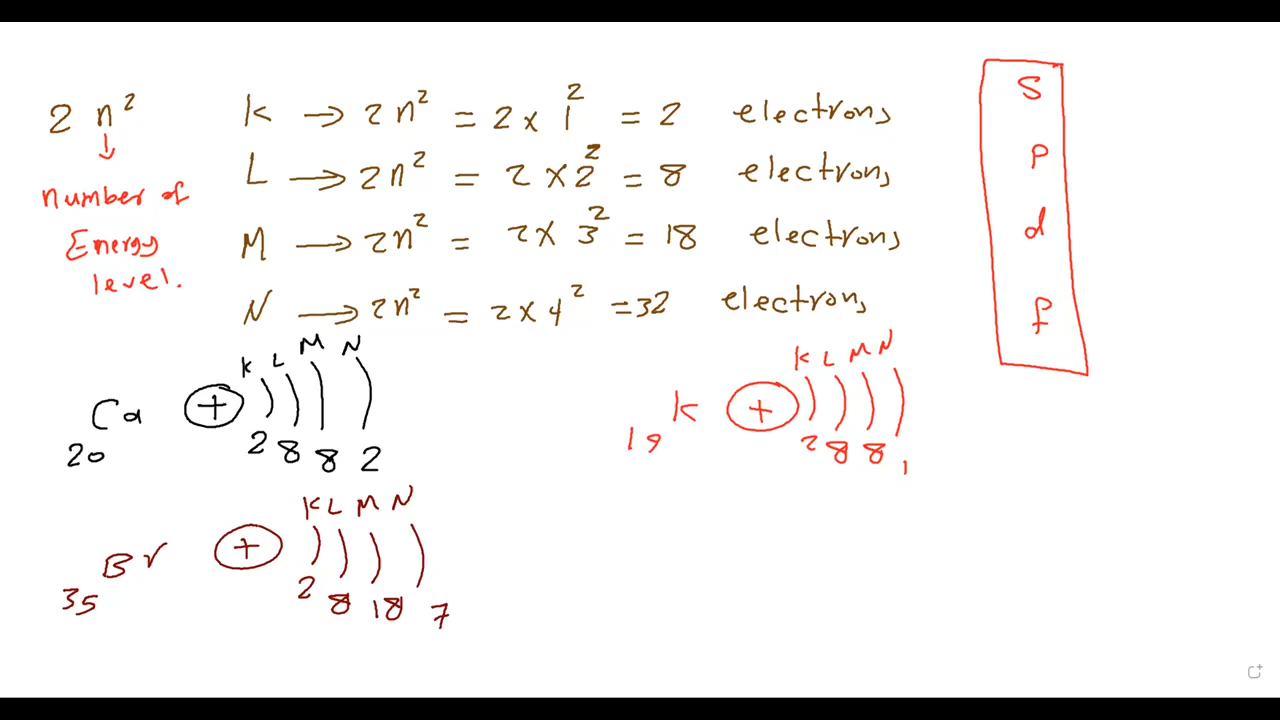 2 n²
Number of
Energy
level.
K → 2n² = 2 × 1² = 2 electrons
L → 2n² = 2 × 2² = 8 electrons
M → 2n² = 2 × 3² = 18 electrons
N → 2n² = 2 × 4² = 32 electrons
S
P
d
f
K L M N
20 Ca + 2 8 8 2
K L M N
19 K + 2 8 8 1
K L M N
35 Br + 2 8 18 7